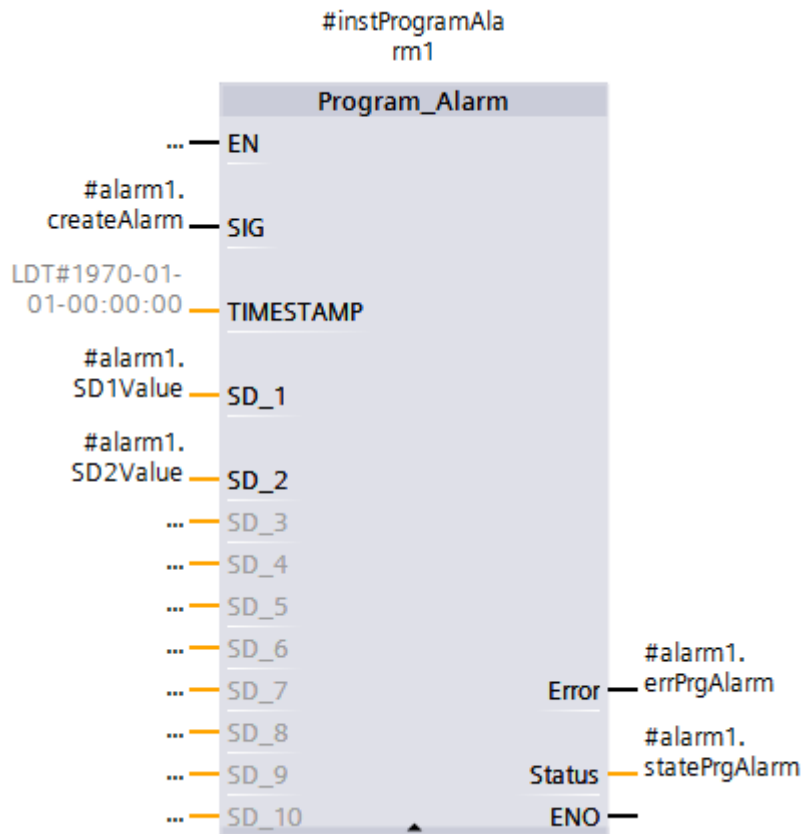 #instProgramAla
rm1
Program_Alarm
... EN
#alarm1.
createAlarm SIG
LDT#1970-01-
01-00:00:00 TIMESTAMP
#alarm1.
SD1Value SD_1
#alarm1.
SD2Value SD_2
... SD_3
... SD_4
... SD_5
... SD_6
#alarm1.
... SD_7 Error errPrgAlarm
... SD_8
#alarm1.
... SD_9 Status statePrgAlarm
... SD_10 ENO